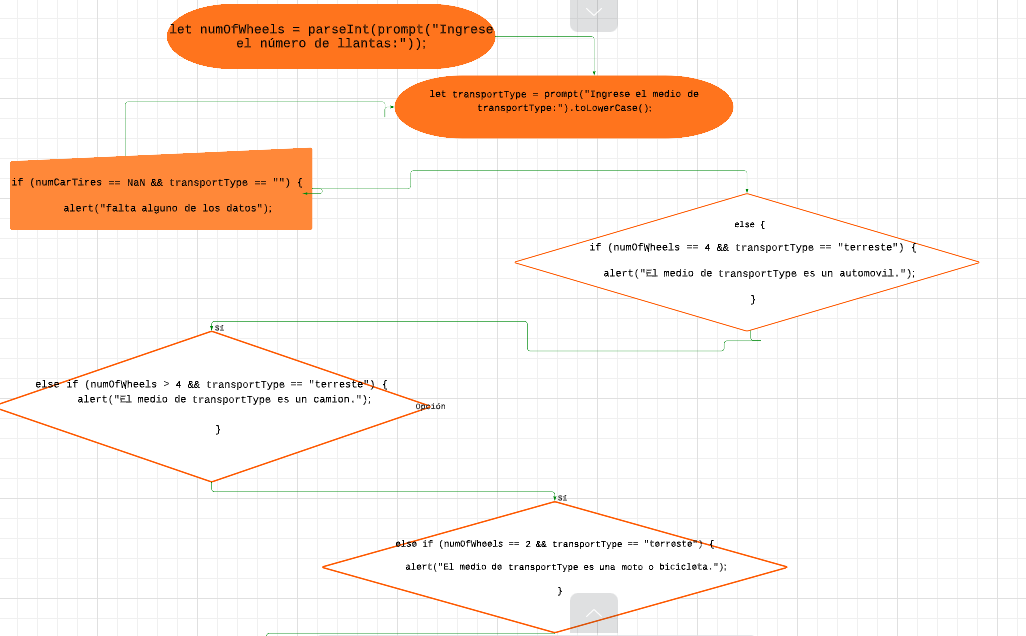 let numOfWheels = parseInt(prompt("Ingrese
el número de llantas:"));
let transportType = prompt("Ingrese el medio de
transportType:").toLowerCase();
if (numCarTires == NaN && transportType == "") {
alert("falta alguno de los datos");
else {
if (numOfWheels == 4 && transportType == "terreste") {
alert("El medio de transportType es un automovil.");
}
Si
else if (numOfWheels > 4 && transportType == "terreste") {
alert("El medio de transportType es un camion.");
Opción
}
Si
else if (numOfWheels == 2 && transportType == "terreste") {
alert("El medio de transportType es una moto o bicicleta.");
}